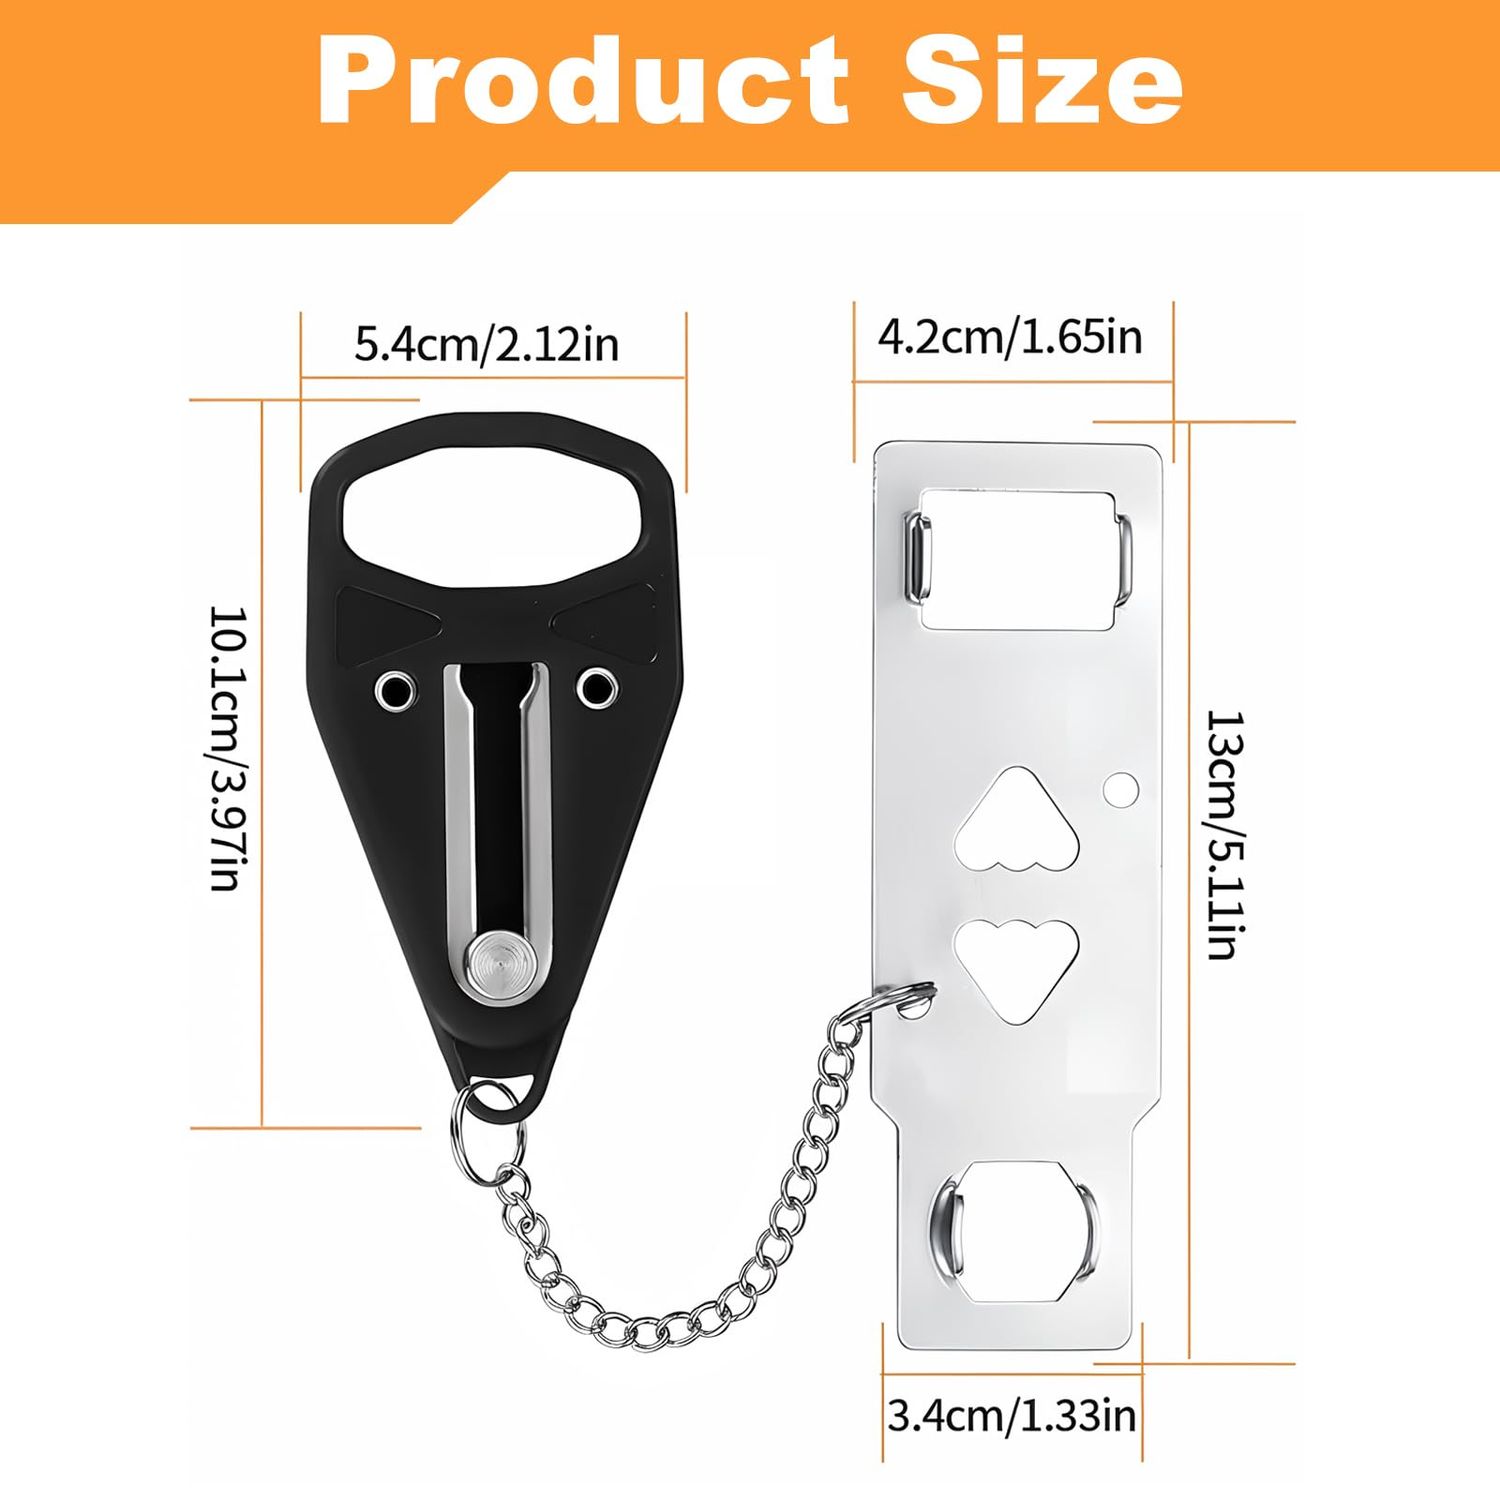 Product Size
5.4cm/2.12in
4.2cm/1.65in
10.1cm/3.97in
13cm/5.11in
3.4cm/1.33in